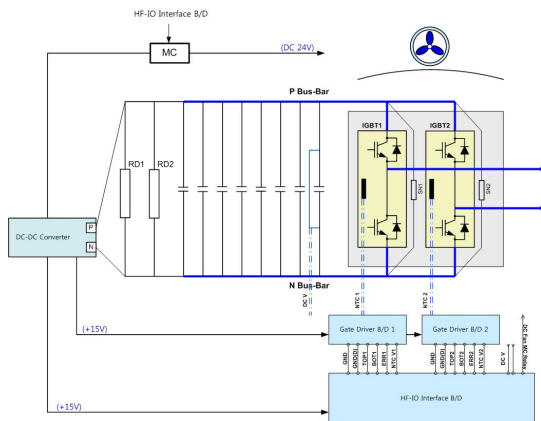 HF-IO Interface B/D
MC
(DC 24V)
P Bus-Bar
IGBT1
IGBT2
RD1
RD2
SN1
SN2
DC-DC Converter
P
N
N Bus-Bar
DC V
NTC 1
NTC 2
(+15V)
Gate Driver B/D 1
Gate Driver B/D 2
GND
GND(D)
TOP1
BOT1
ERR1
NTC V1
GND
GND(D)
TOP2
BOT2
ERR2
NTC V2
DC V
DC Fan MC Relay
(+15V)
HF-IO Interface B/D